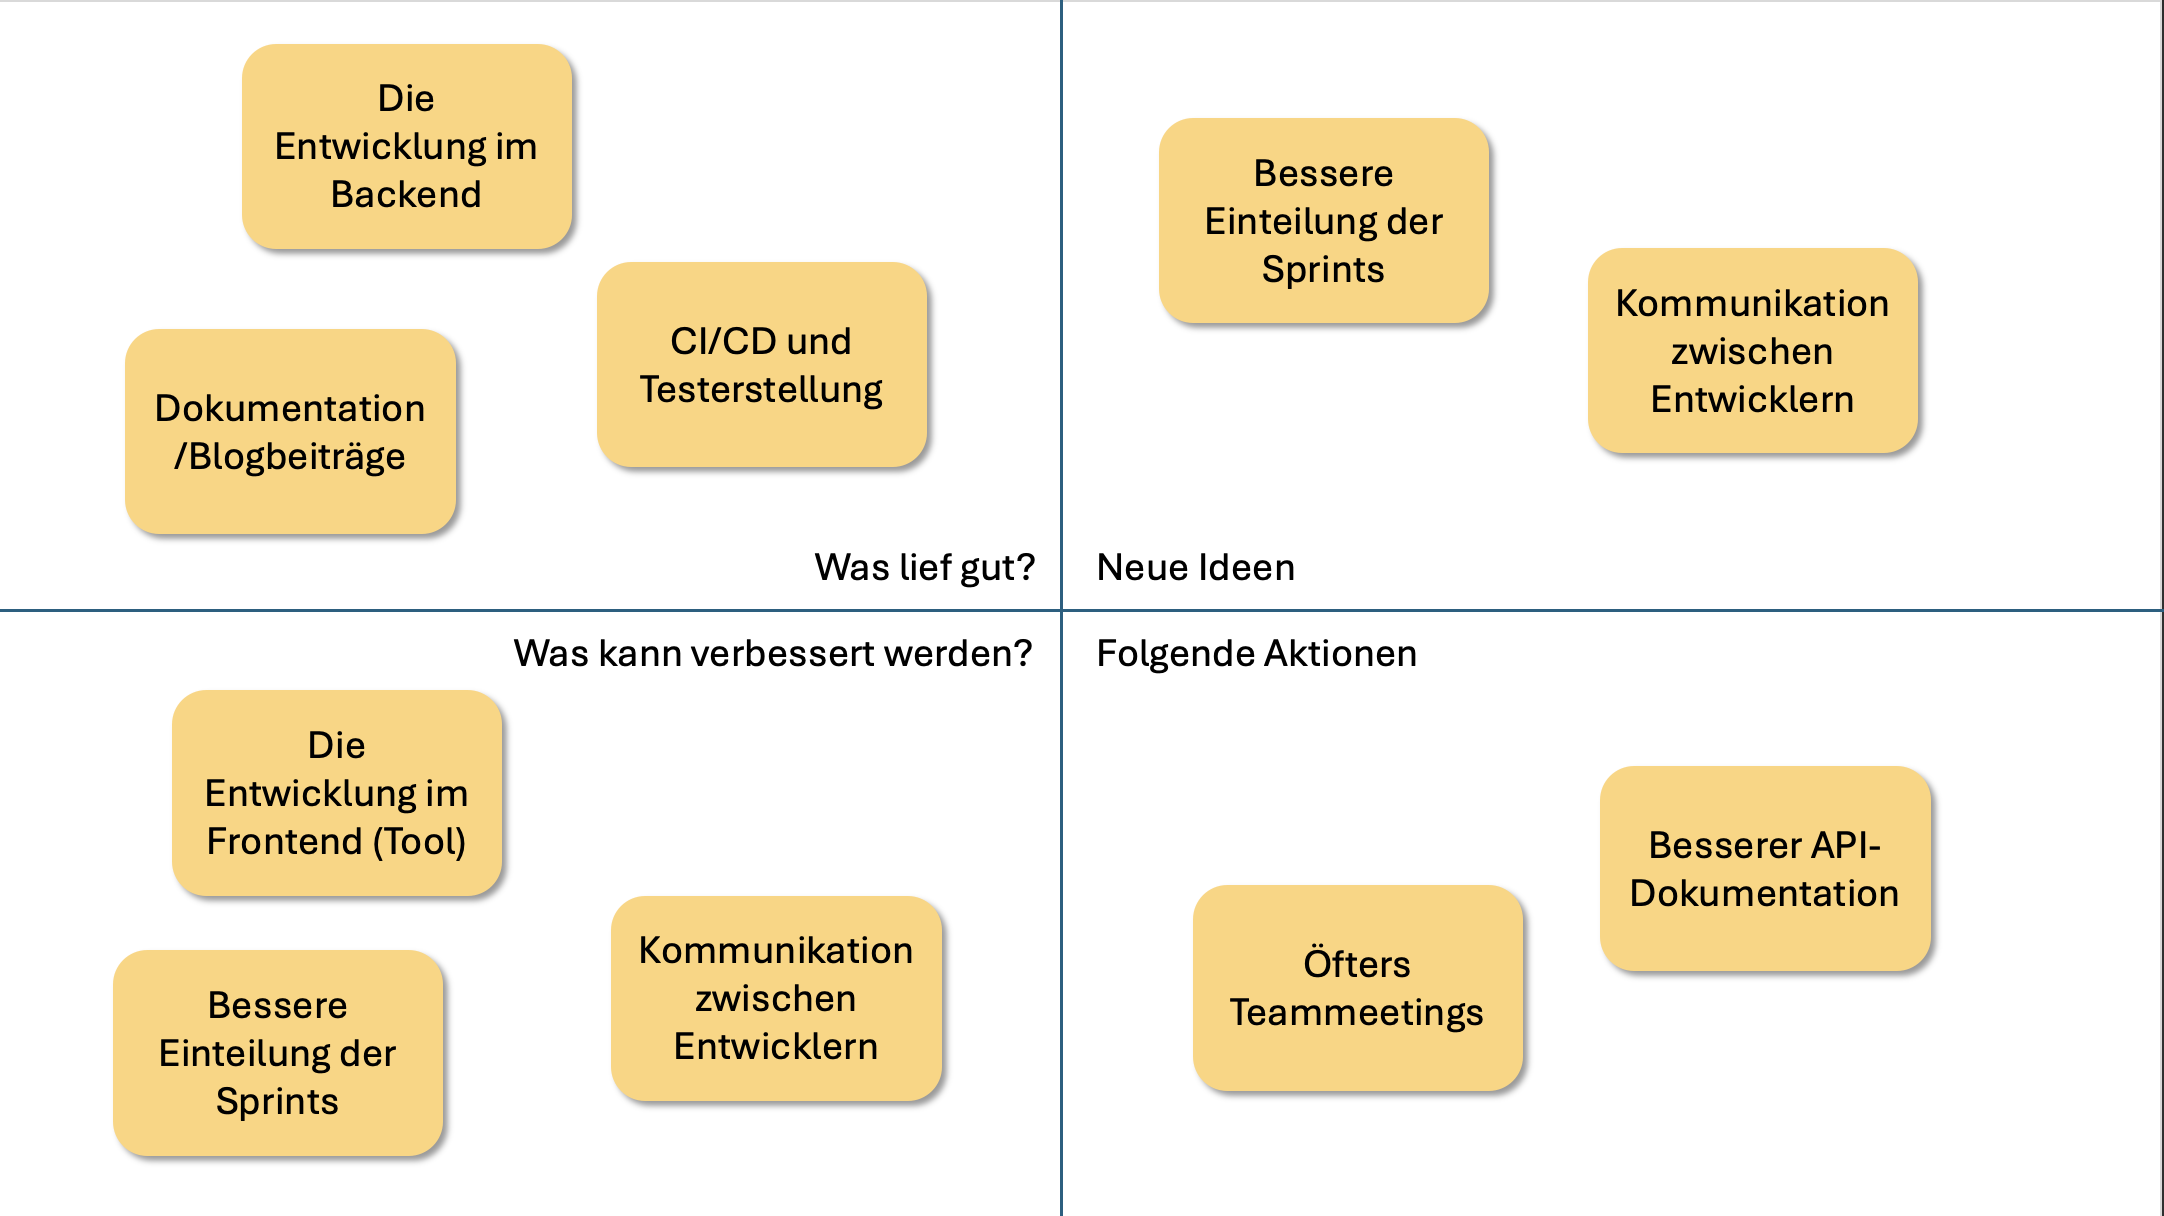 Die
Entwicklung im
Backend
CI/CD und
Testerstellung
Dokumentation
/Blogbeiträge
Was lief gut?
Bessere
Einteilung der
Sprints
Kommunikation
zwischen
Entwicklern
Neue Ideen
Was kann verbessert werden?
Die
Entwicklung im
Frontend (Tool)
Kommunikation
zwischen
Entwicklern
Bessere
Einteilung der
Sprints
Folgende Aktionen
Besserer API-
Dokumentation
Öfters
Teammeetings